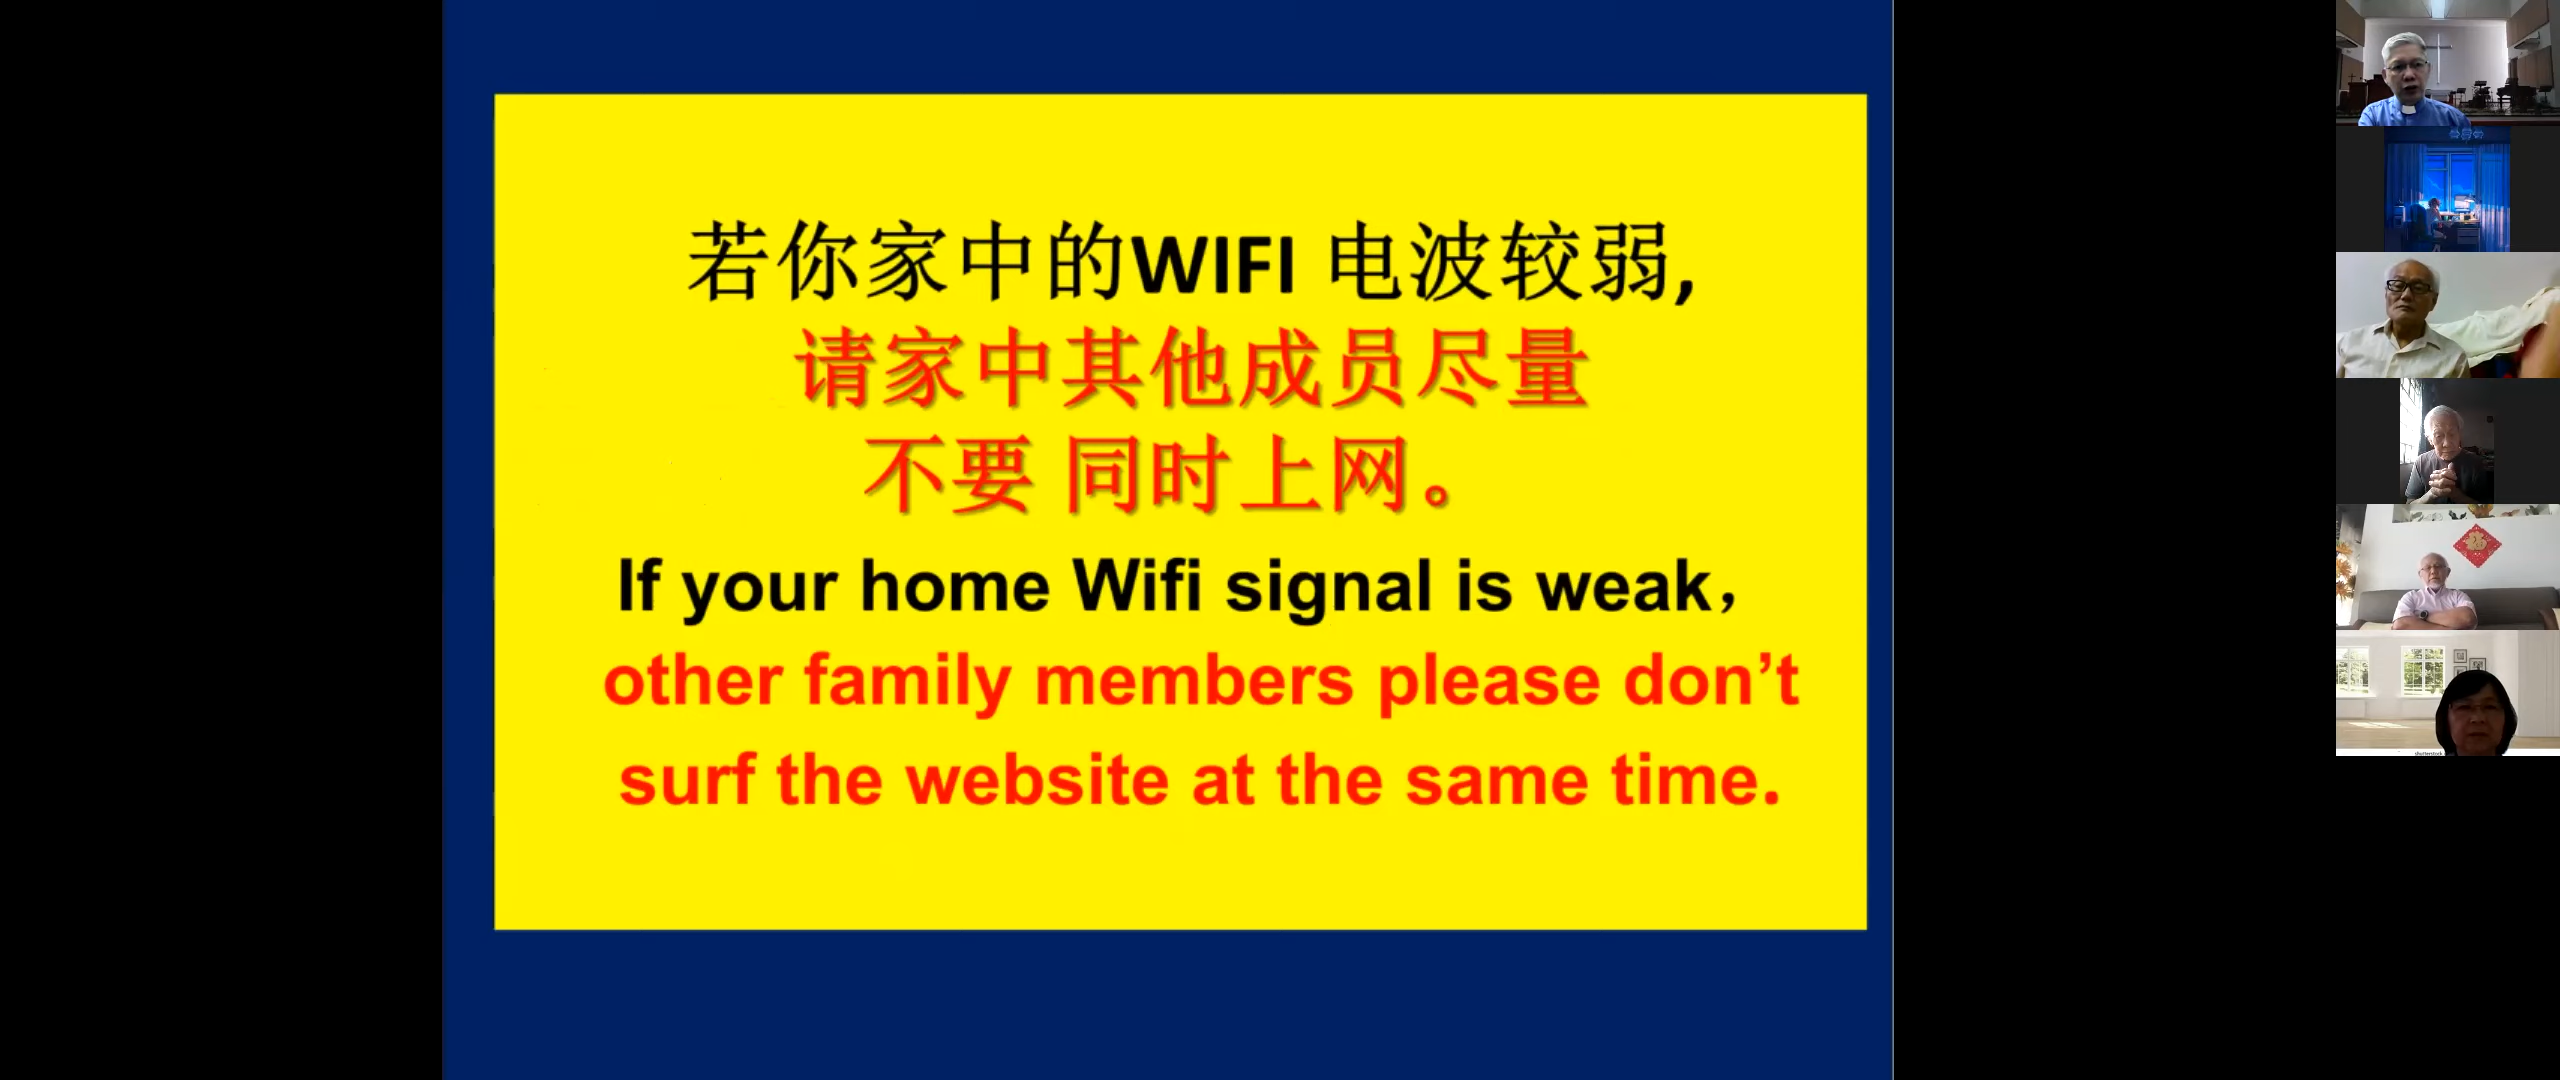 若你家中的WIFI 电波较弱,
请家中其他成员尽量
不要 同时上网。
If your home Wifi signal is weak，
other family members please don’t
surf the website at the same time.
福
shutterstock